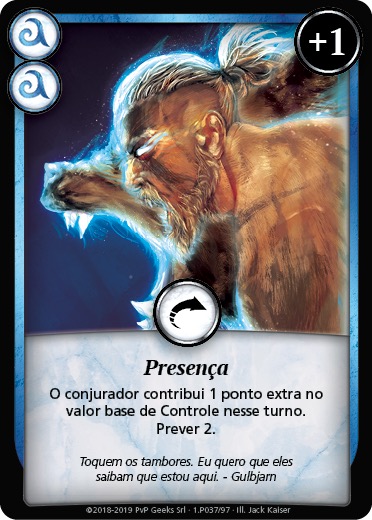 +1
Presença
O conjurador contribui 1 ponto extra no
valor base de Controle nesse turno.
Prever 2.
Toquem os tambores. Eu quero que eles
saibam que estou aqui. - Gulbjarn
©2018-2019 PvP Geeks Srl · 1.P037/97 · Ill. Jack Kaiser